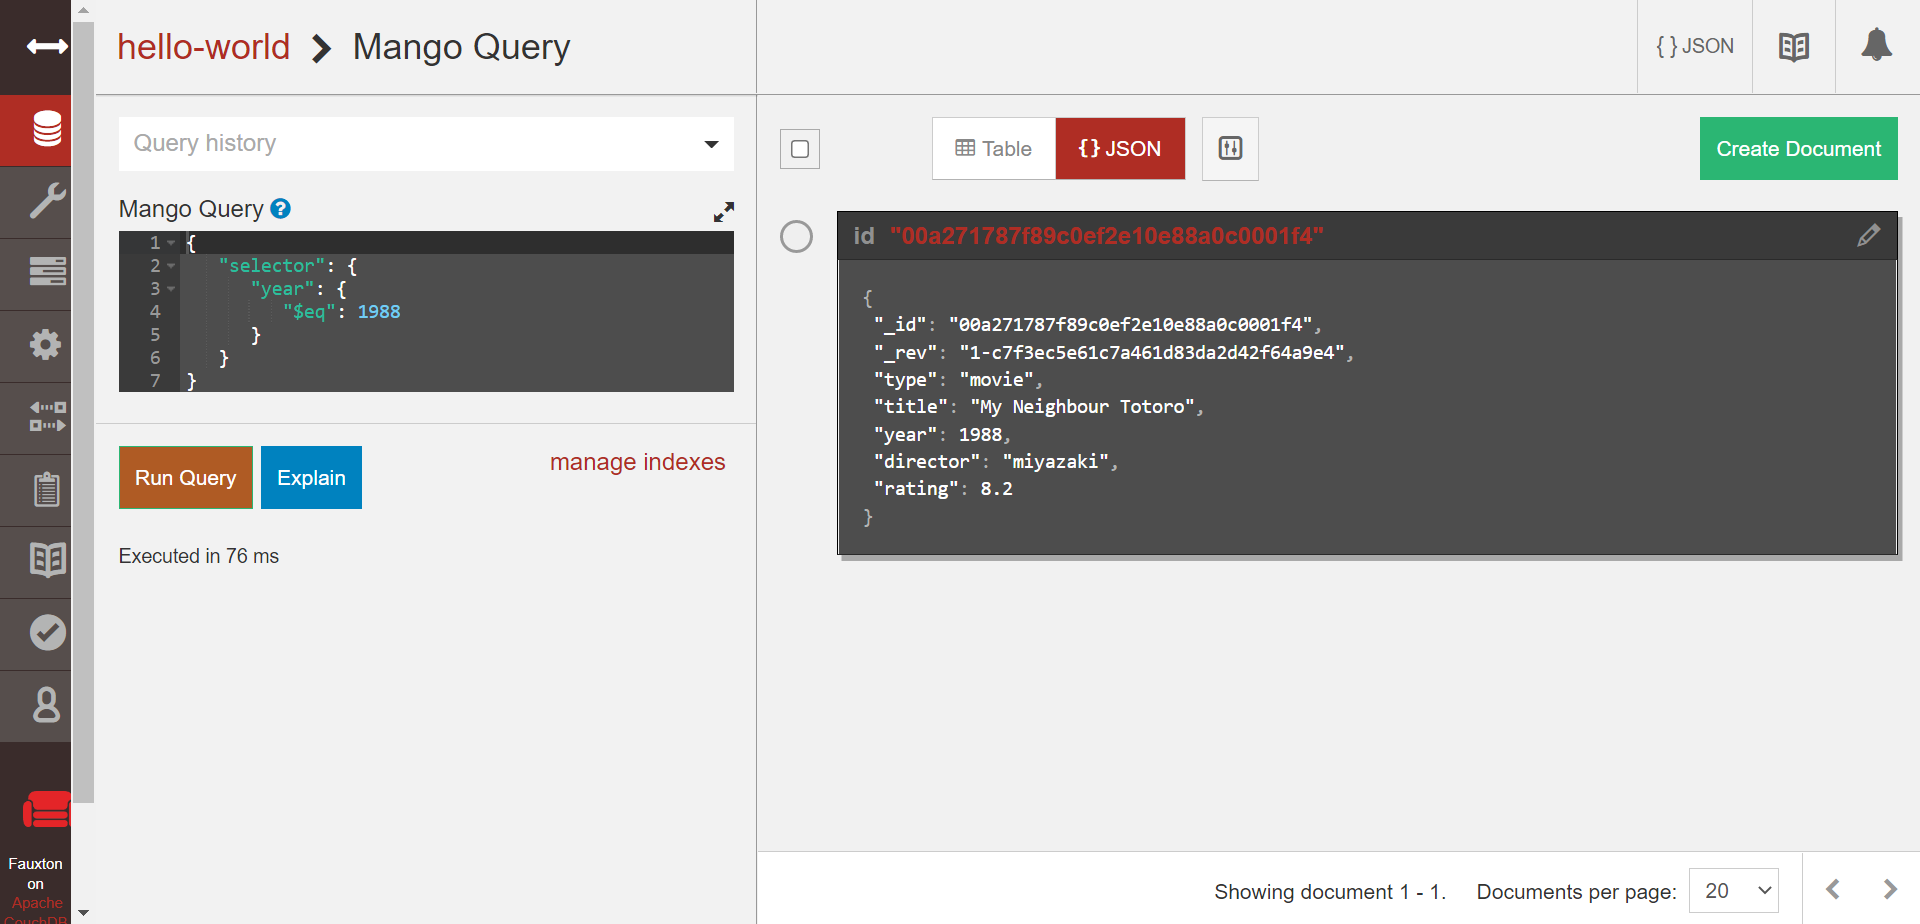 hello-world > Mango Query
{ } JSON
Query history
Mango Query ?
1 {
2 "selector": {
3 "year": {
4 "$eq": 1988
5 }
6 }
7 }
Run Query Explain
manage indexes
Executed in 76 ms
Table {} JSON
Create Document
id "00a271787f89c0ef2e10e88a0c0001f4"
{
"_id": "00a271787f89c0ef2e10e88a0c0001f4",
"_rev": "1-c7f3ec5e61c7a461d83da2d42f64a9e4",
"type": "movie",
"title": "My Neighbour Totoro",
"year": 1988,
"director": "miyazaki",
"rating": 8.2
}
Showing document 1 - 1. Documents per page: 20
Fauxton
on
Apache
CouchDB